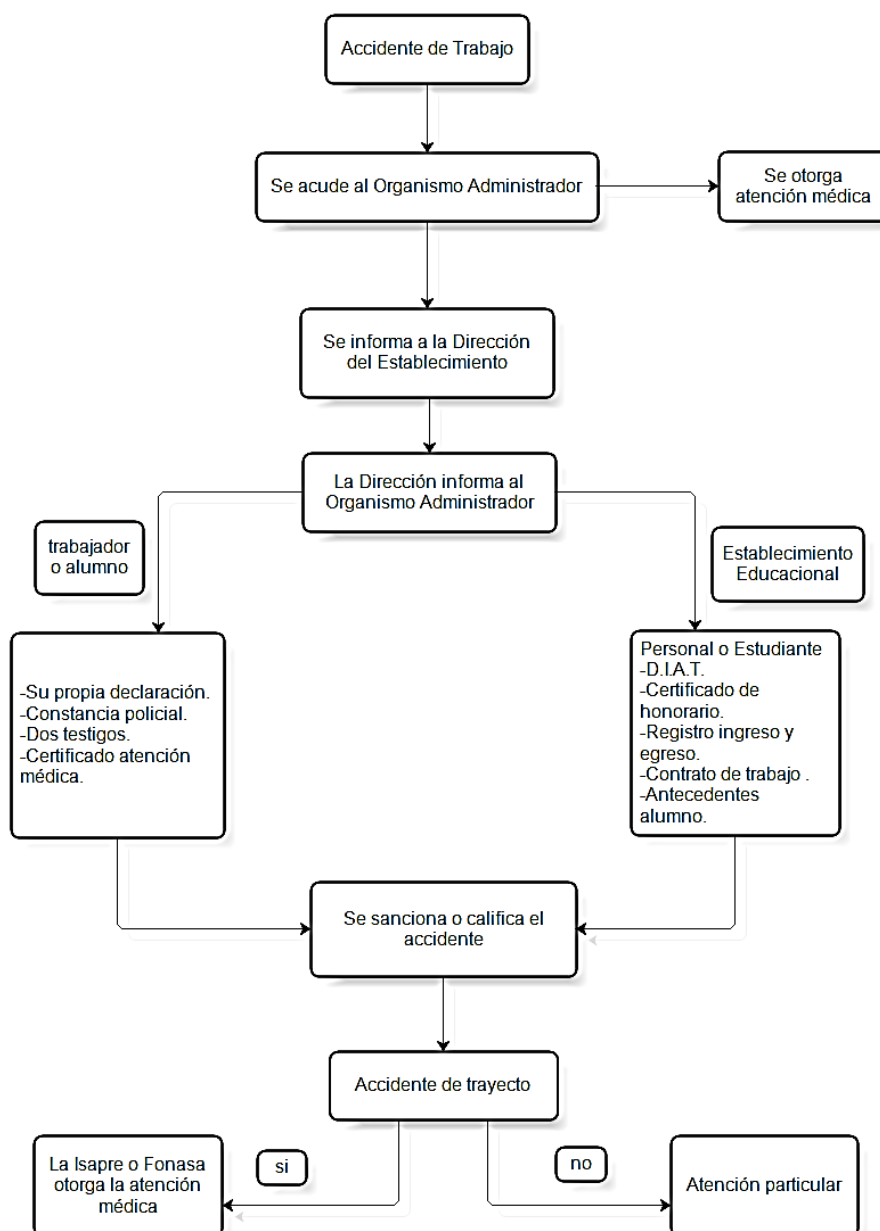 Accidente de Trabajo
Se acude al Organismo Administrador
Se otorga
atención médica
Se informa a la Dirección
del Establecimiento
La Dirección informa al
Organismo Administrador
trabajador
o alumno
Establecimiento
Educacional
-Su propia declaración.
-Constancia policial.
-Dos testigos.
-Certificado atención
médica.
Personal o Estudiante
-D.I.A.T.
-Certificado de
honorario.
-Registro ingreso y
egreso.
-Contrato de trabajo .
-Antecedentes
alumno.
Se sanciona o califica el
accidente
Accidente de trayecto
La Isapre o Fonasa
otorga la atención
médica
si
no
Atención particular